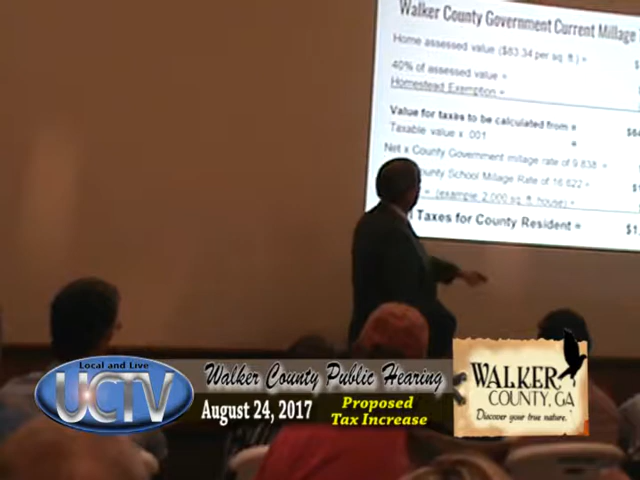 Walker County Government Current Millage
Home assessed value ($83.34 per sq. ft.) =
40% of assessed value =
Homestead Exemption =
Value for taxes to be calculated from =
Taxable value x .001
Net x County Government millage rate of 9.838 =
County School Millage Rate of 16.622 =
= (example 2,000 sq. ft. house) =
Taxes for County Resident =
Local and Live
UCTV
Walker County Public Hearing
August 24, 2017
Proposed
Tax Increase
WALKER
COUNTY, GA
Discover your true nature.